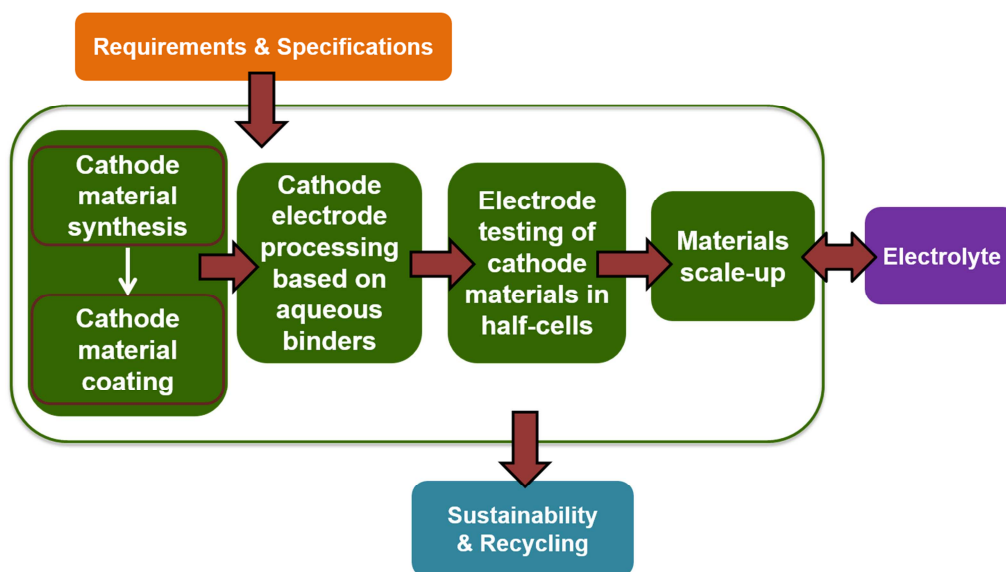 Requirements & Specifications
Cathode
material
synthesis
Cathode
material
coating
Cathode
electrode
processing
based on
aqueous
binders
Electrode
testing of
cathode
materials in
half-cells
Materials
scale-up
Electrolyte
Sustainability
& Recycling